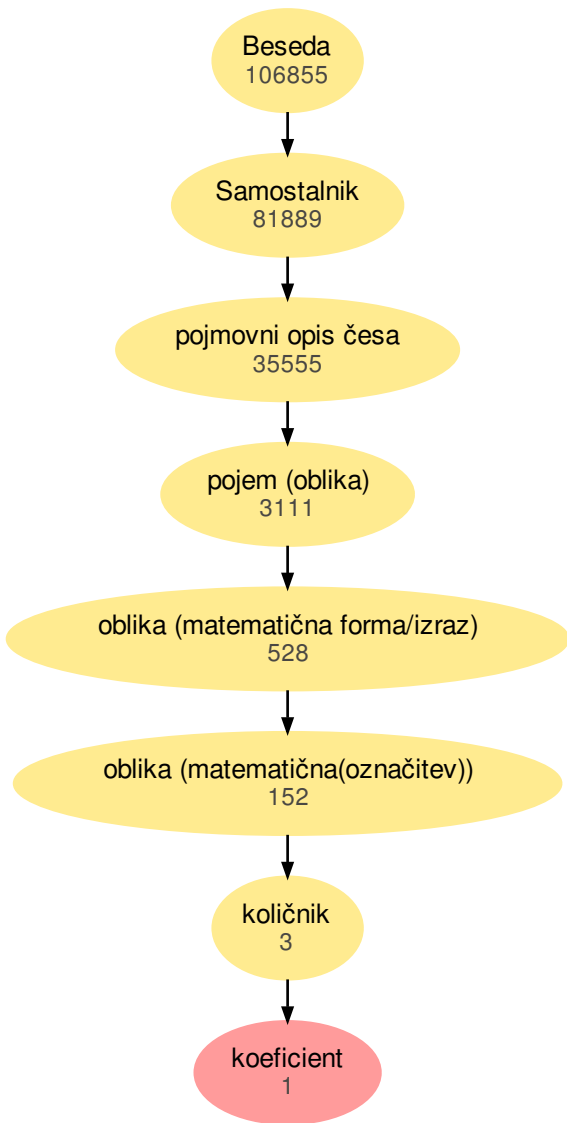 Beseda
106855
Samostalnik
81889
pojmovni opis česa
35555
pojem (oblika)
3111
oblika (matematična forma/izraz)
528
oblika (matematična(označitev))
152
količnik
3
koeficient
1